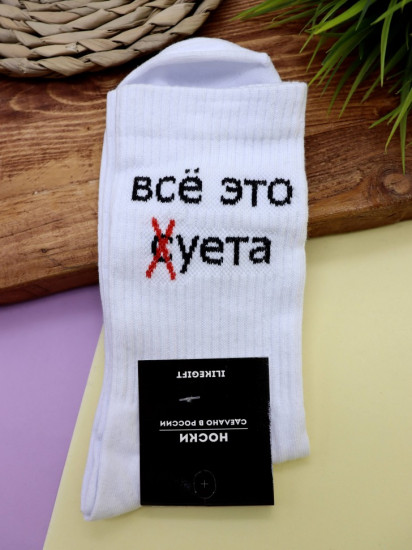 всё это
суета
НОСКИ
СДЕЛАНО В РОССИИ
ILIKEGIFT